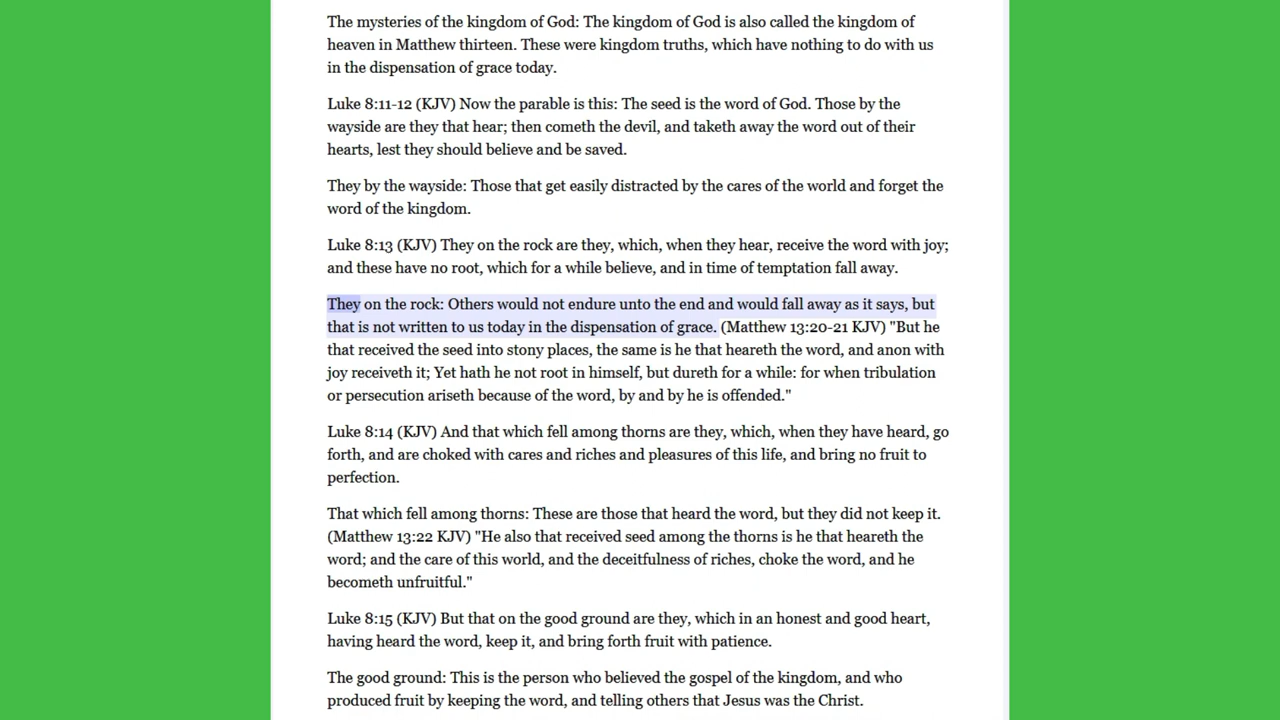 The mysteries of the kingdom of God: The kingdom of God is also called the kingdom of
heaven in Matthew thirteen. These were kingdom truths, which have nothing to do with us
in the dispensation of grace today.
Luke 8:11-12 (KJV) Now the parable is this: The seed is the word of God. Those by the
wayside are they that hear; then cometh the devil, and taketh away the word out of their
hearts, lest they should believe and be saved.
They by the wayside: Those that get easily distracted by the cares of the world and forget the
word of the kingdom.
Luke 8:13 (KJV) They on the rock are they, which, when they hear, receive the word with joy;
and these have no root, which for a while believe, and in time of temptation fall away.
They on the rock: Others would not endure unto the end and would fall away as it says, but
that is not written to us today in the dispensation of grace. (Matthew 13:20-21 KJV) "But he
that received the seed into stony places, the same is he that heareth the word, and anon with
joy receiveth it; Yet hath he not root in himself, but dureth for a while: for when tribulation
or persecution ariseth because of the word, by and by he is offended."
Luke 8:14 (KJV) And that which fell among thorns are they, which, when they have heard, go
forth, and are choked with cares and riches and pleasures of this life, and bring no fruit to
perfection.
That which fell among thorns: These are those that heard the word, but they did not keep it.
(Matthew 13:22 KJV) "He also that received seed among the thorns is he that heareth the
word; and the care of this world, and the deceitfulness of riches, choke the word, and he
becometh unfruitful."
Luke 8:15 (KJV) But that on the good ground are they, which in an honest and good heart,
having heard the word, keep it, and bring forth fruit with patience.
The good ground: This is the person who believed the gospel of the kingdom, and who
produced fruit by keeping the word, and telling others that Jesus was the Christ.